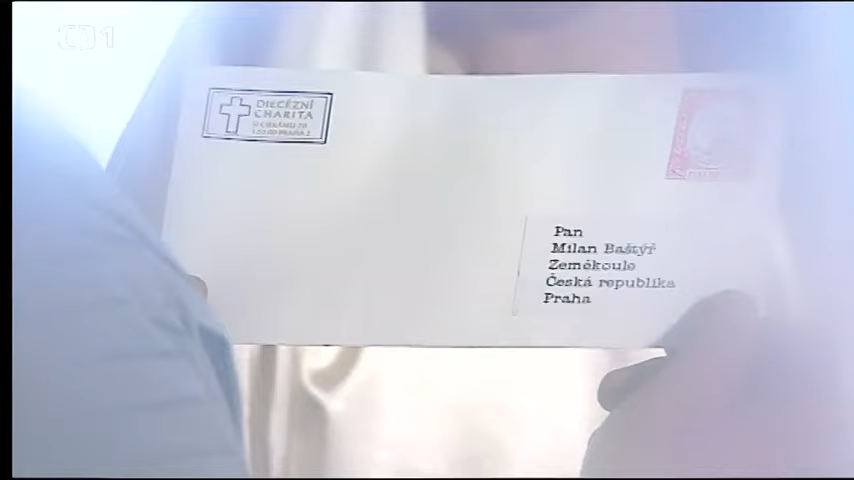 ČT1
DIECÉZNÍ
CHARITA
Pan
Milan Baštýř
Zeměkoule
Česká republika
Praha